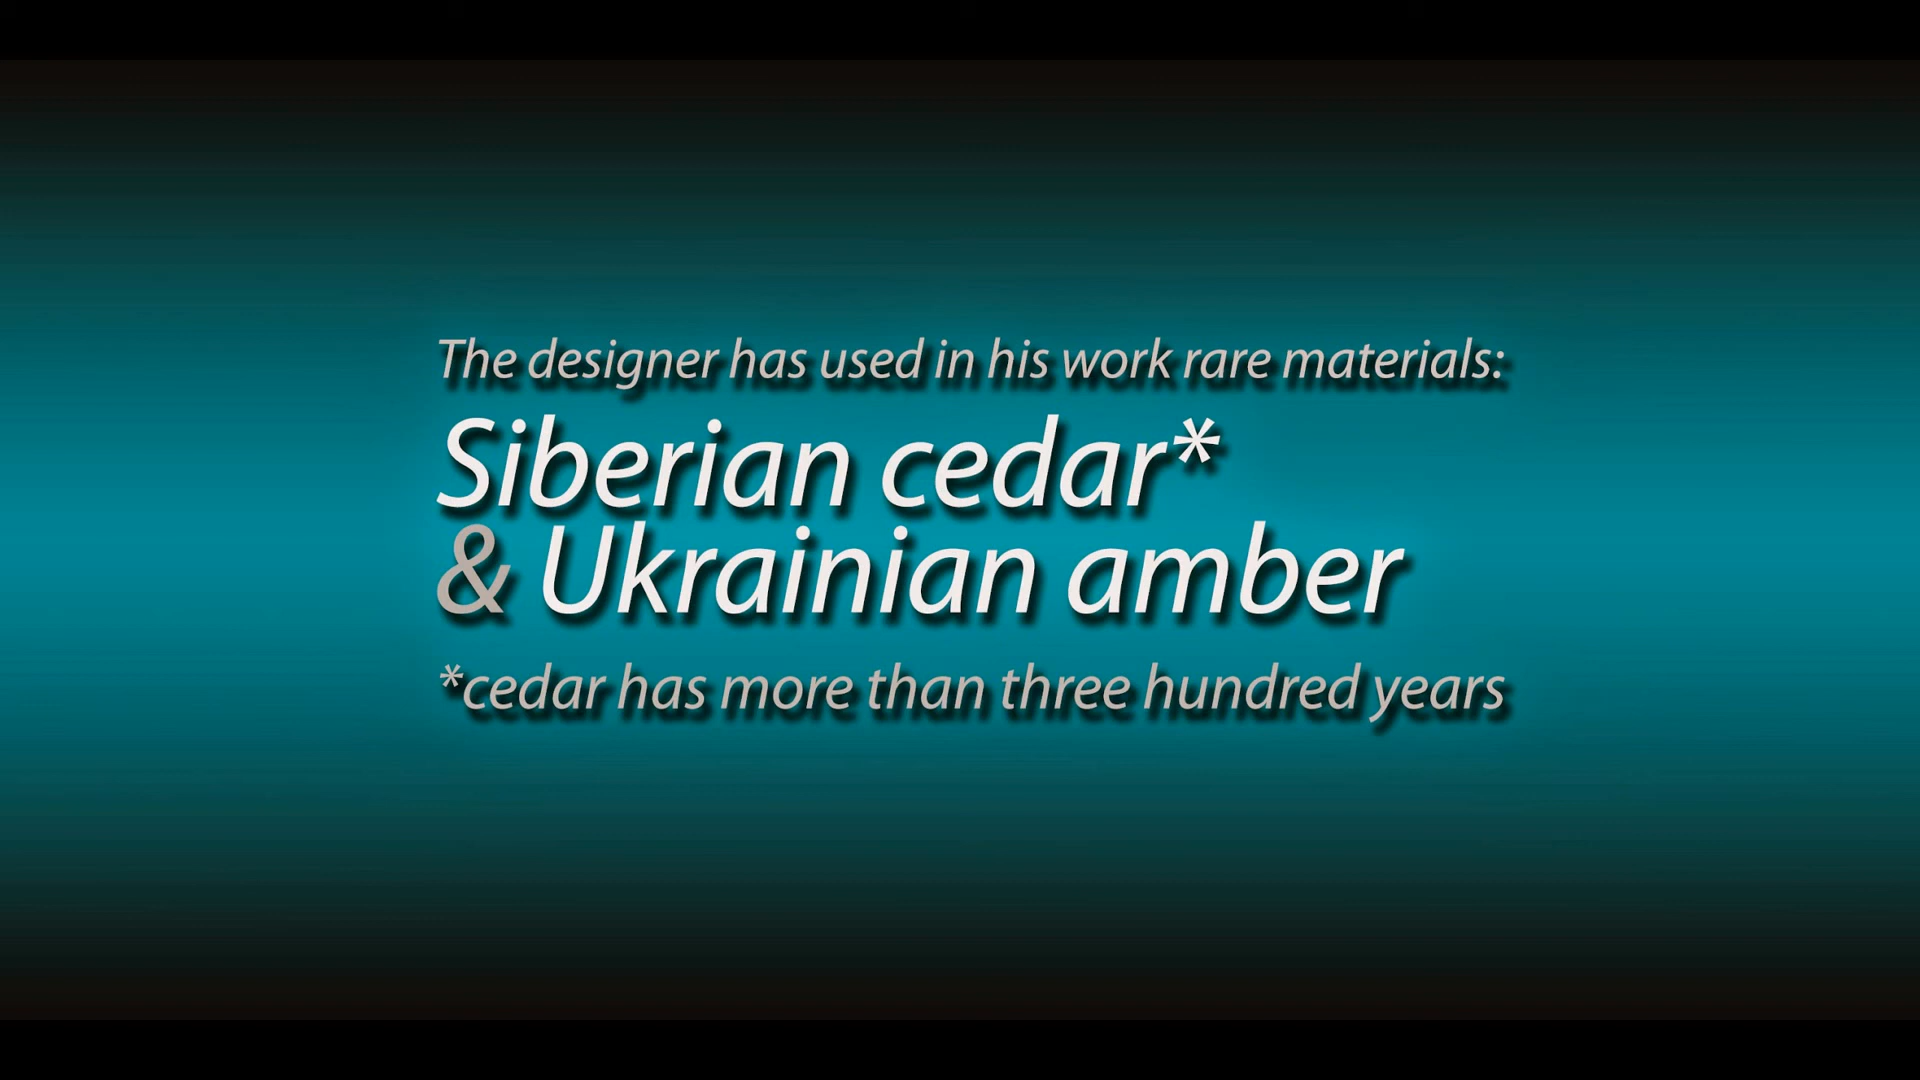 The designer has used in his work rare materials:
Siberian cedar*
& Ukrainian amber
*cedar has more than three hundred years